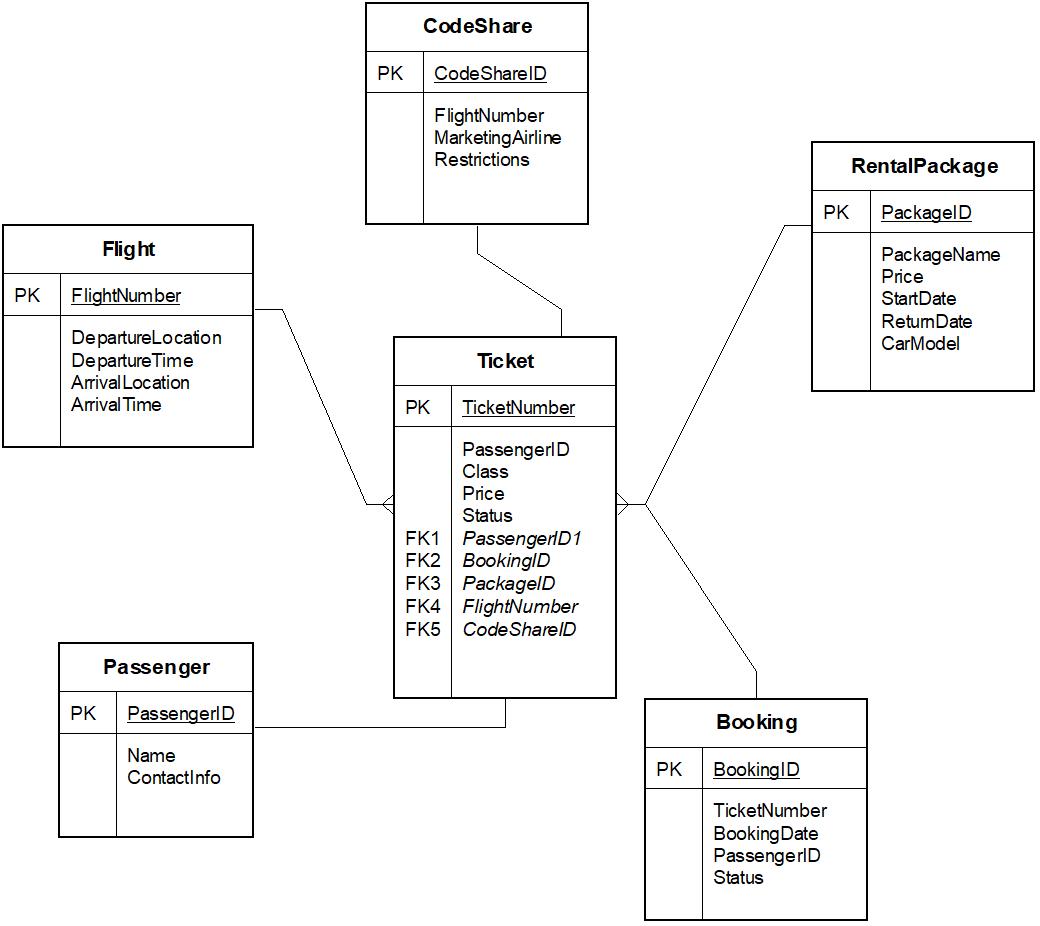 CodeShare
PK CodeShareID
FlightNumber
MarketingAirline
Restrictions
RentalPackage
PK PackageID
PackageName
Price
StartDate
ReturnDate
CarModel
Flight
PK FlightNumber
DepartureLocation
DepartureTime
ArrivalLocation
ArrivalTime
Ticket
PK TicketNumber
PassengerID
Class
Price
Status
FK1 PassengerID1
FK2 BookingID
FK3 PackageID
FK4 FlightNumber
FK5 CodeShareID
Passenger
PK PassengerID
Name
ContactInfo
Booking
PK BookingID
TicketNumber
BookingDate
PassengerID
Status